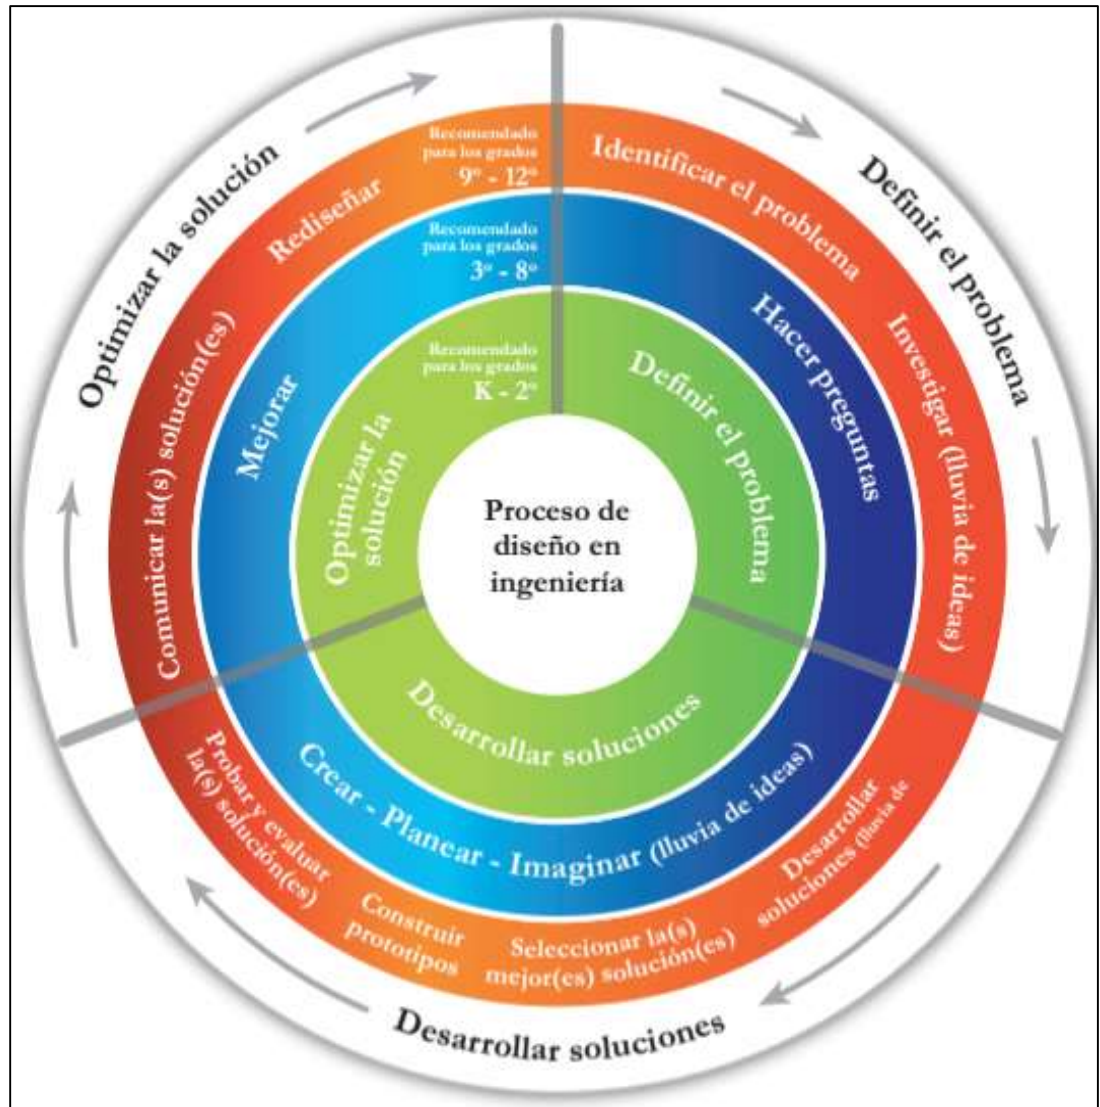 Proceso de
diseño en
ingeniería
Definir el problema
Desarrollar soluciones
Optimizar la solución
Recomendado
para los grados
9º - 12º
Identificar el problema
Investigar (lluvia de ideas)
Desarrollar
soluciones (lluvia de
Seleccionar la(s)
mejor(es) solución(es)
Construir
prototipos
Probar y evaluar
la(s) solución(es)
Comunicar la(s) solución(es)
Rediseñar
Recomendado
para los grados
3º - 8º
Hacer preguntas
Crear - Planear - Imaginar (lluvia de ideas)
Mejorar
Recomendado
para los grados
K - 2º
Definir el problema
Desarrollar soluciones
Optimizar la
solución